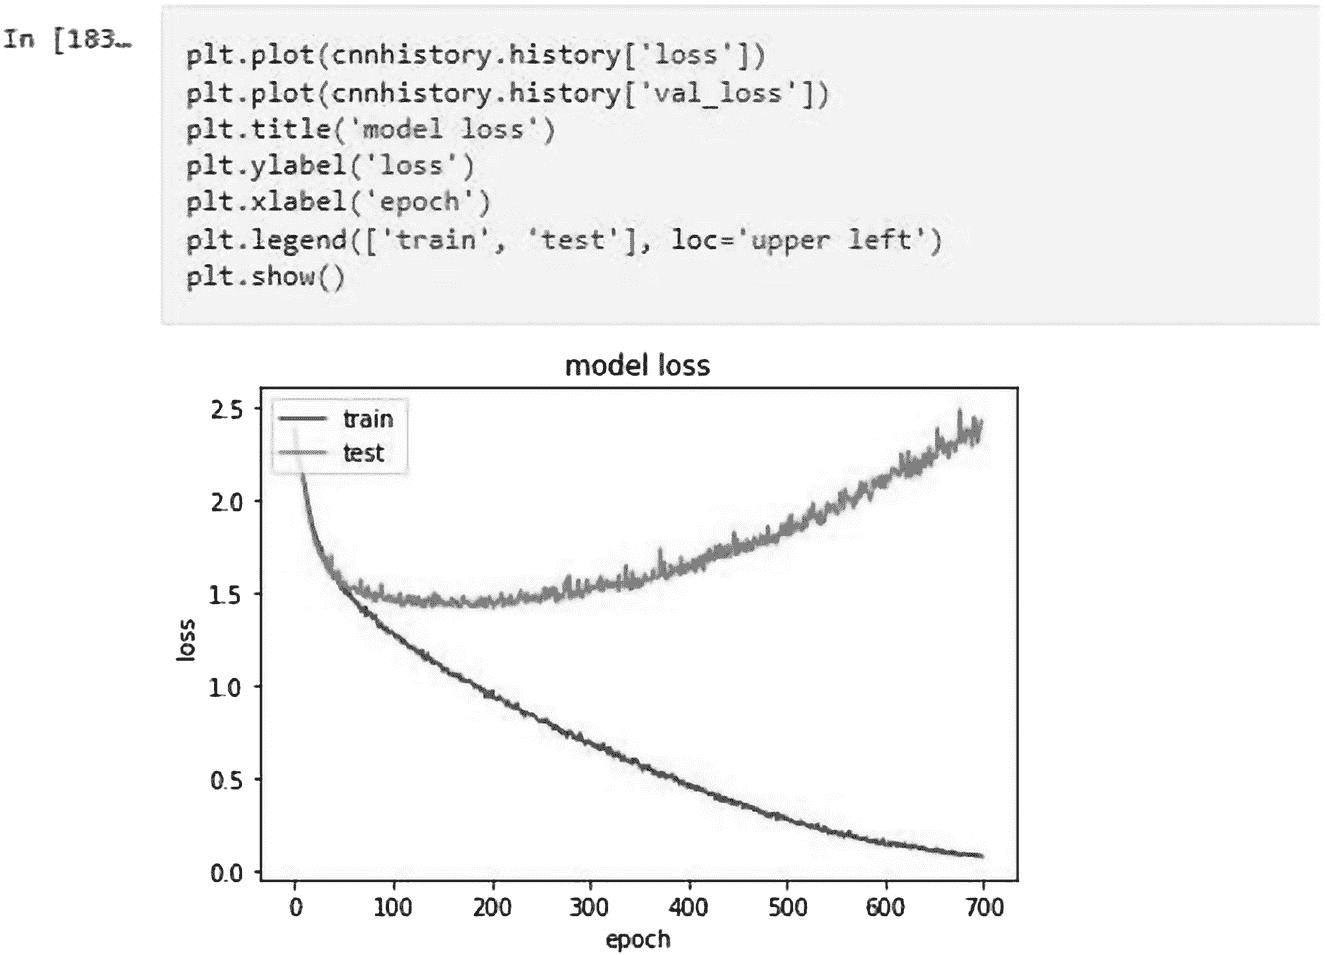 In [183…
plt.plot(cnnhistory.history['loss'])
plt.plot(cnnhistory.history['val_loss'])
plt.title('model loss')
plt.ylabel('loss')
plt.xlabel('epoch')
plt.legend(['train', 'test'], loc='upper left')
plt.show()
model loss
train
test
2.5
2.0
1.5
1.0
0.5
0.0
loss
0 100 200 300 400 500 600 700
epoch